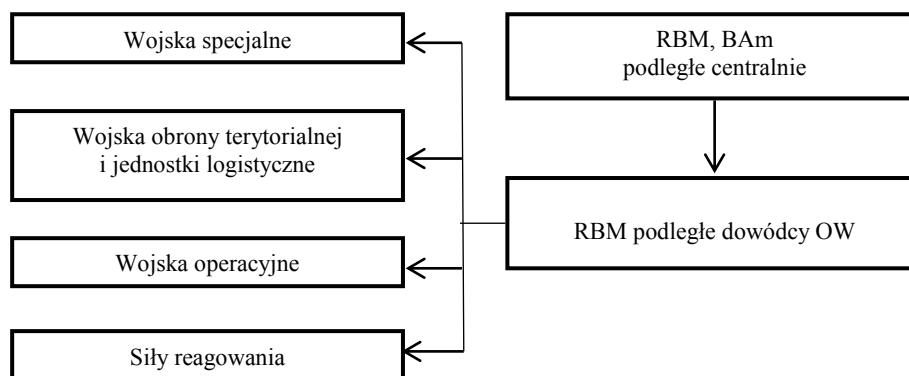 Wojska specjalne
RBM, BAm
podległe centralnie
Wojska obrony terytorialnej
i jednostki logistyczne
RBM podległe dowódcy OW
Wojska operacyjne
Siły reagowania